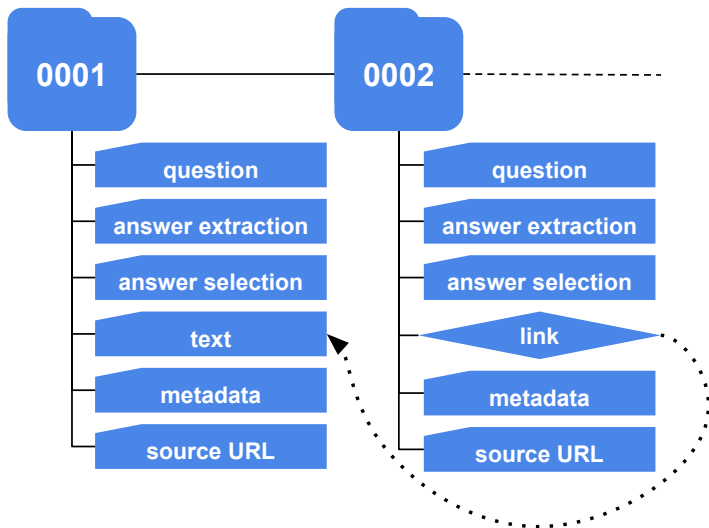 0001
question
answer extraction
answer selection
text
metadata
source URL
0002
question
answer extraction
answer selection
link
metadata
source URL